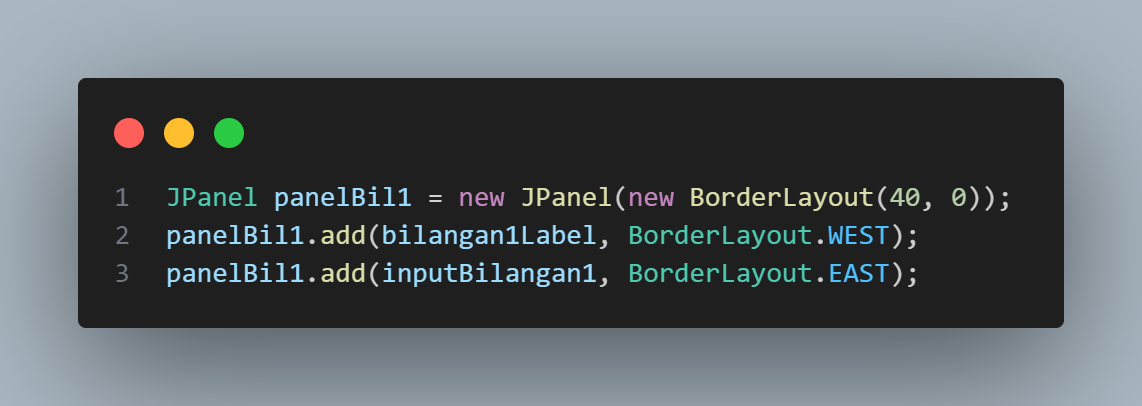 1 JPanel panelBil1 = new JPanel(new BorderLayout(40, 0));
2 panelBil1.add(bilangan1Label, BorderLayout.WEST);
3 panelBil1.add(inputBilangan1, BorderLayout.EAST);